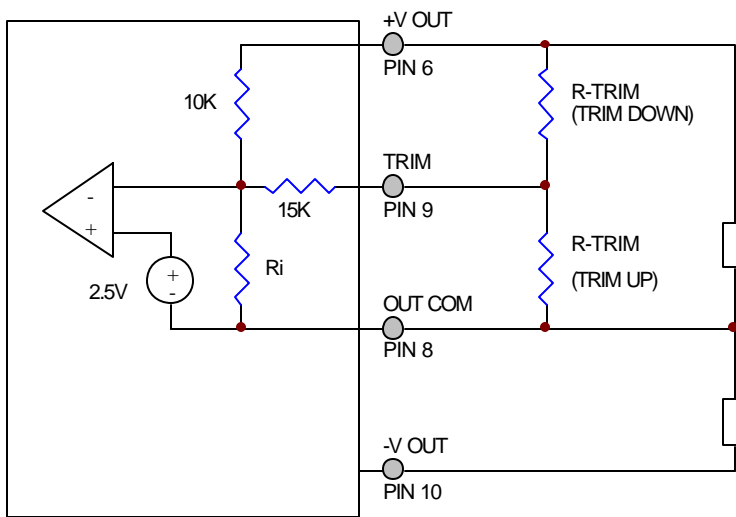 +V OUT
PIN 6
10K
R-TRIM
(TRIM DOWN)
TRIM
PIN 9
15K
-
+
+
-
2.5V
Ri
R-TRIM
(TRIM UP)
OUT COM
PIN 8
-V OUT
PIN 10